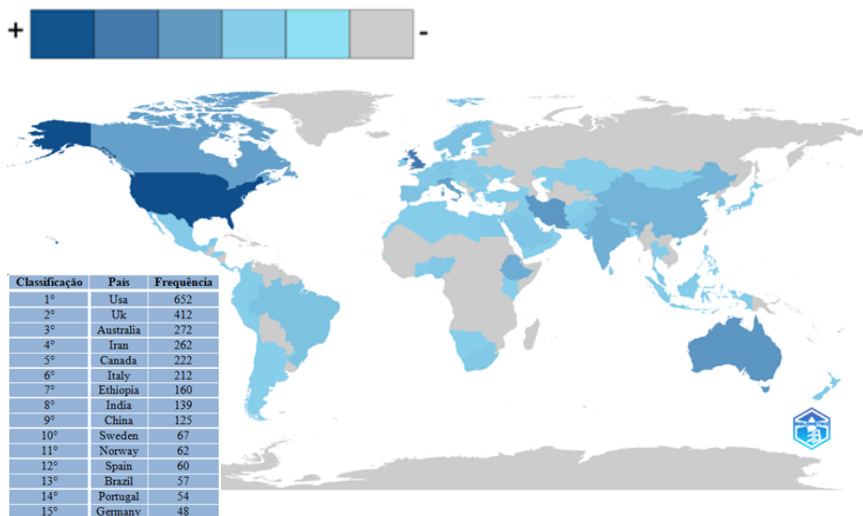 + -
Classificação País Frequência
1° Usa 652
2° Uk 412
3° Australia 272
4° Iran 262
5° Canada 222
6° Italy 212
7° Ethiopia 160
8° India 139
9° China 125
10° Sweden 67
11° Norway 62
12° Spain 60
13° Brazil 57
14° Portugal 54
15° Germany 48